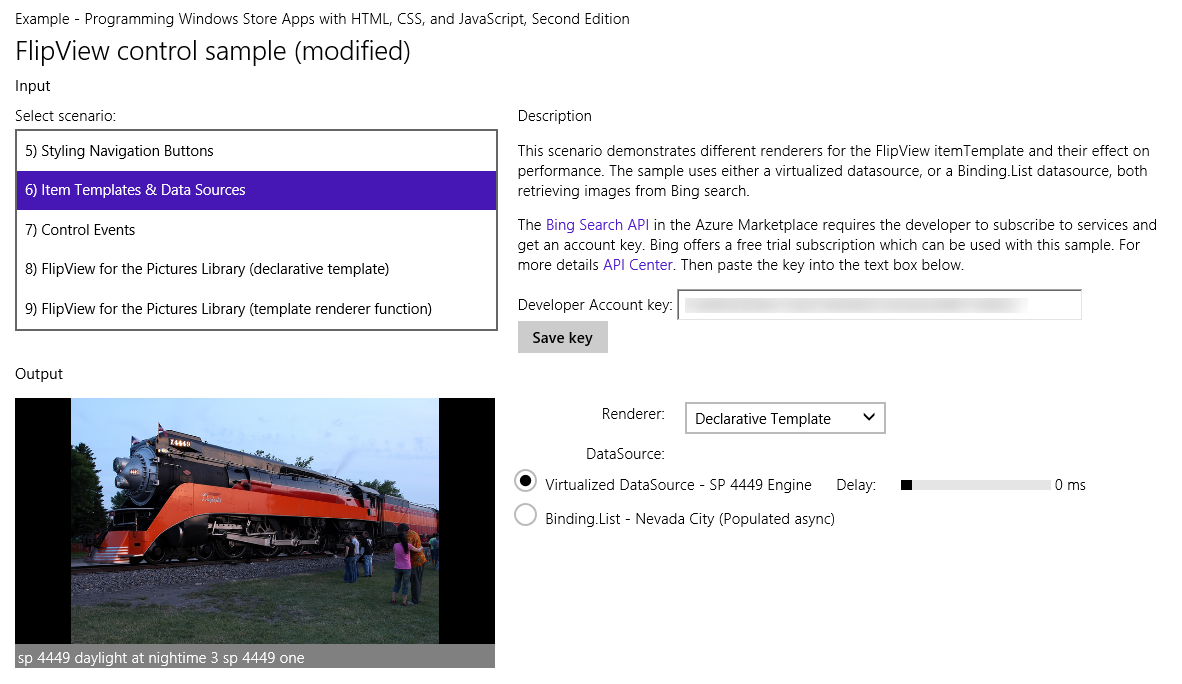 Example - Programming Windows Store Apps with HTML, CSS, and JavaScript, Second Edition
FlipView control sample (modified)
Input
Select scenario:
5) Styling Navigation Buttons
6) Item Templates & Data Sources
7) Control Events
8) FlipView for the Pictures Library (declarative template)
9) FlipView for the Pictures Library (template renderer function)
Description
This scenario demonstrates different renderers for the FlipView itemTemplate and their effect on
performance. The sample uses either a virtualized datasource, or a Binding.List datasource, both
retrieving images from Bing search.
The Bing Search API in the Azure Marketplace requires the developer to subscribe to services and
get an account key. Bing offers a free trial subscription which can be used with this sample. For
more details API Center. Then paste the key into the text box below.
Developer Account key:
Save key
Output
4449
sp 4449 daylight at nightime 3 sp 4449 one
Renderer: Declarative Template
DataSource:
Virtualized DataSource - SP 4449 Engine Delay: 0 ms
Binding.List - Nevada City (Populated async)